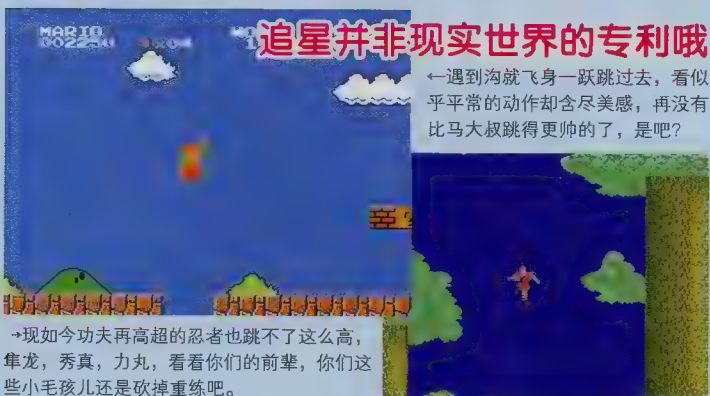 追星并非现实世界的专利哦
MARIO
←遇到沟就飞身一跃跳过去，看似
乎平常的动作却含尽美感，再没有
比马大叔跳得更帅的了，是吧？
→现如今功夫再高超的忍者也跳不了这么高，
隼龙，秀真，力丸，看看你们的前辈，你们这
些小毛孩儿还是砍掉重练吧。